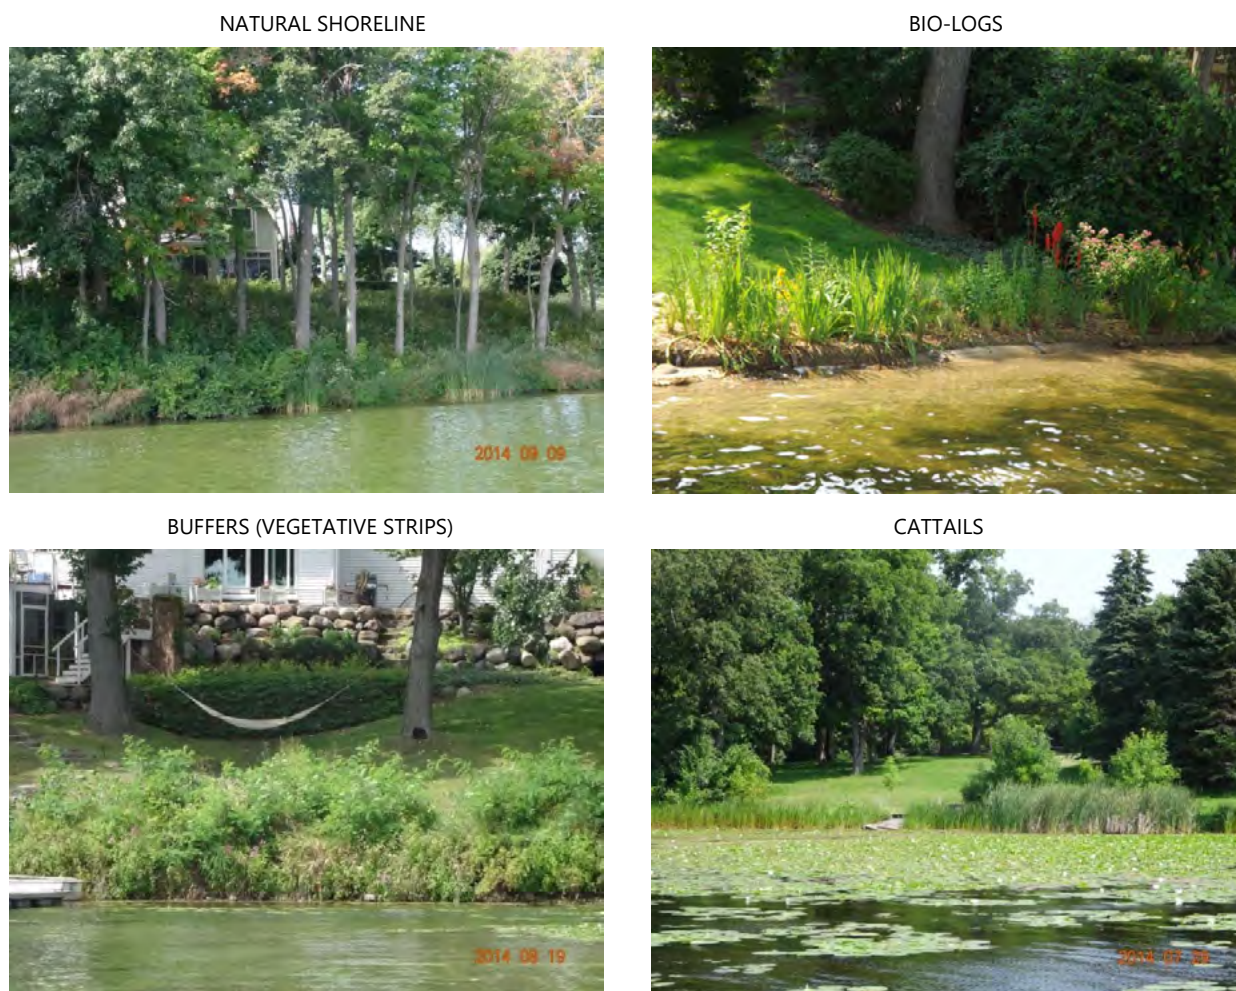 NATURAL SHORELINE
BIO-LOGS
2014 09 09
BUFFERS (VEGETATIVE STRIPS)
CATTAILS
2014 08 19